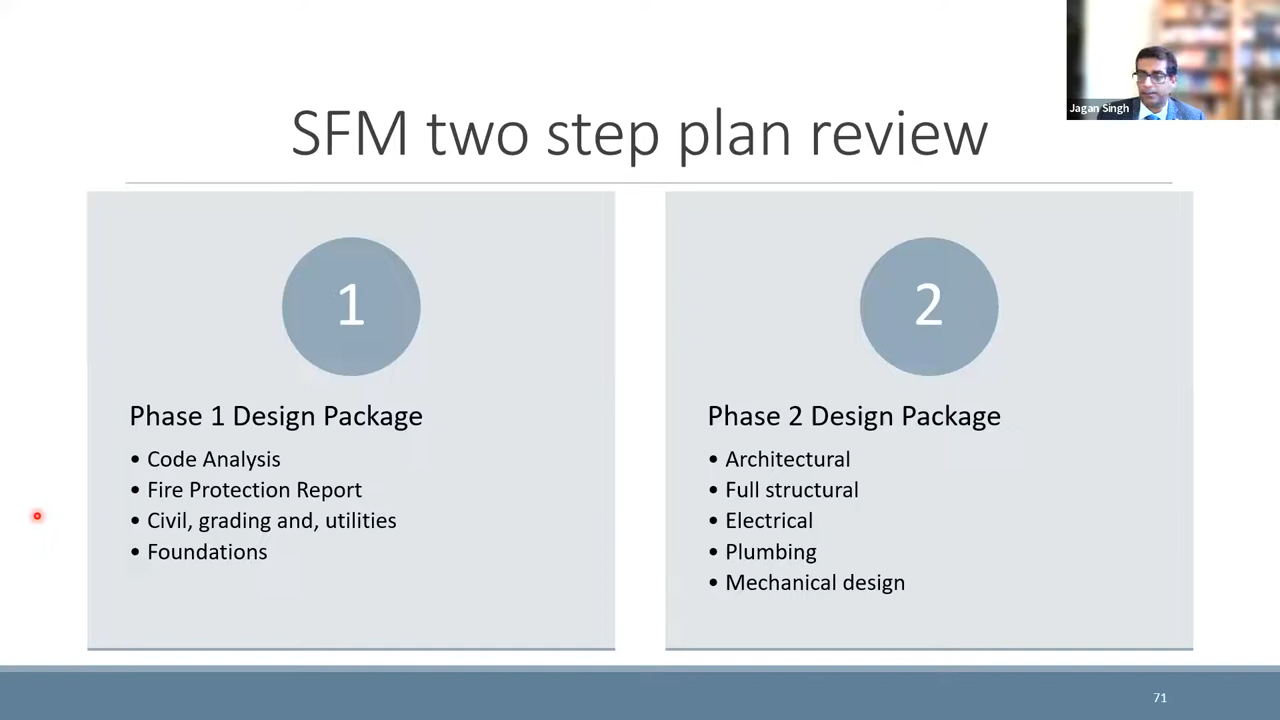 Jagan Singh
SFM two step plan review
1
Phase 1 Design Package
• Code Analysis
• Fire Protection Report
• Civil, grading and, utilities
• Foundations
2
Phase 2 Design Package
• Architectural
• Full structural
• Electrical
• Plumbing
• Mechanical design
71